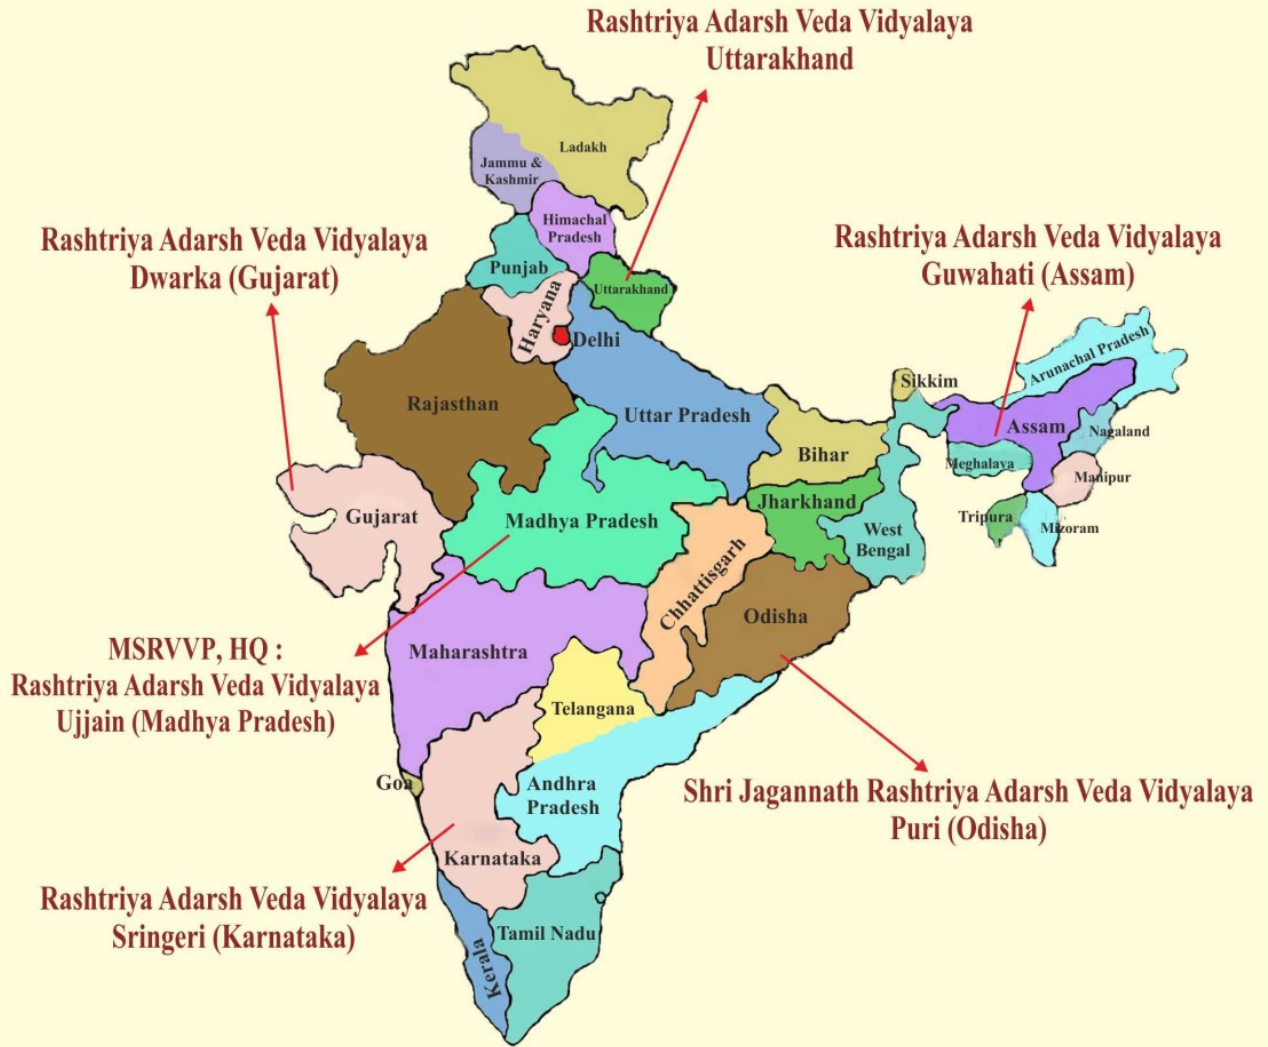 Rashtriya Adarsh Veda Vidyalaya
Uttarakhand
Ladakh
Jammu &
Kashmir
Himachal
Pradesh
Rashtriya Adarsh Veda Vidyalaya
Dwarka (Gujarat)
Rashtriya Adarsh Veda Vidyalaya
Guwahati (Assam)
Punjab
Uttarakhand
Haryana
Delhi
Arunachal Pradesh
Sikkim
Rajasthan
Uttar Pradesh
Assam
Nagaland
Bihar
Meghalaya
Manipur
Jharkhand
Gujarat
Madhya Pradesh
Tripura
Mizoram
West
Bengal
Chhattisgarh
Odisha
MSRVVP, HQ :
Rashtriya Adarsh Veda Vidyalaya
Ujjain (Madhya Pradesh)
Maharashtra
Telangana
Goa
Andhra
Pradesh
Shri Jagannath Rashtriya Adarsh Veda Vidyalaya
Puri (Odisha)
Karnataka
Rashtriya Adarsh Veda Vidyalaya
Sringeri (Karnataka)
Tamil Nadu
Kerala